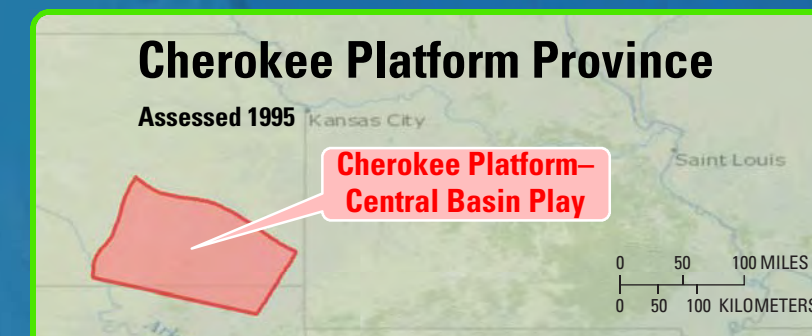 Cherokee Platform Province
Assessed 1995
Kansas City
Cherokee Platform–
Central Basin Play
Saint Louis
0 50 100 MILES
0 50 100 KILOMETERS